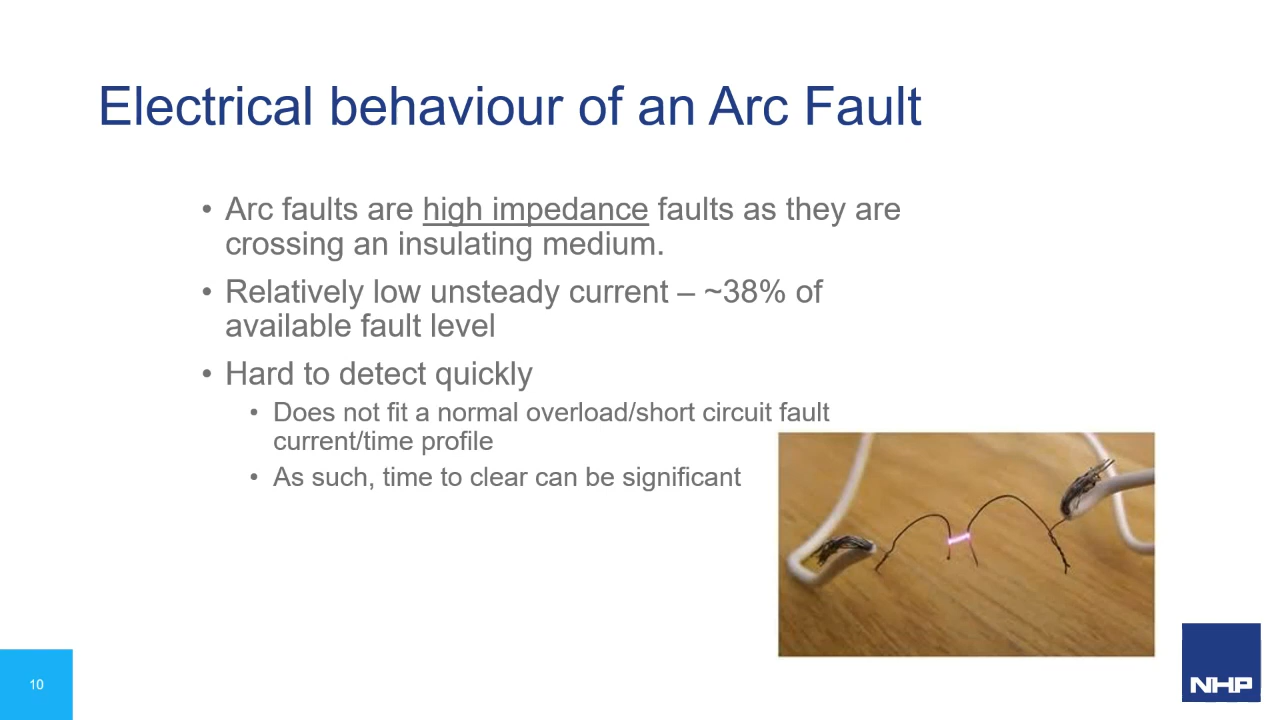 Electrical behaviour of an Arc Fault
• Arc faults are high impedance faults as they are
crossing an insulating medium.
• Relatively low unsteady current – ~38% of
available fault level
• Hard to detect quickly
• Does not fit a normal overload/short circuit fault
current/time profile
• As such, time to clear can be significant
10
NHP